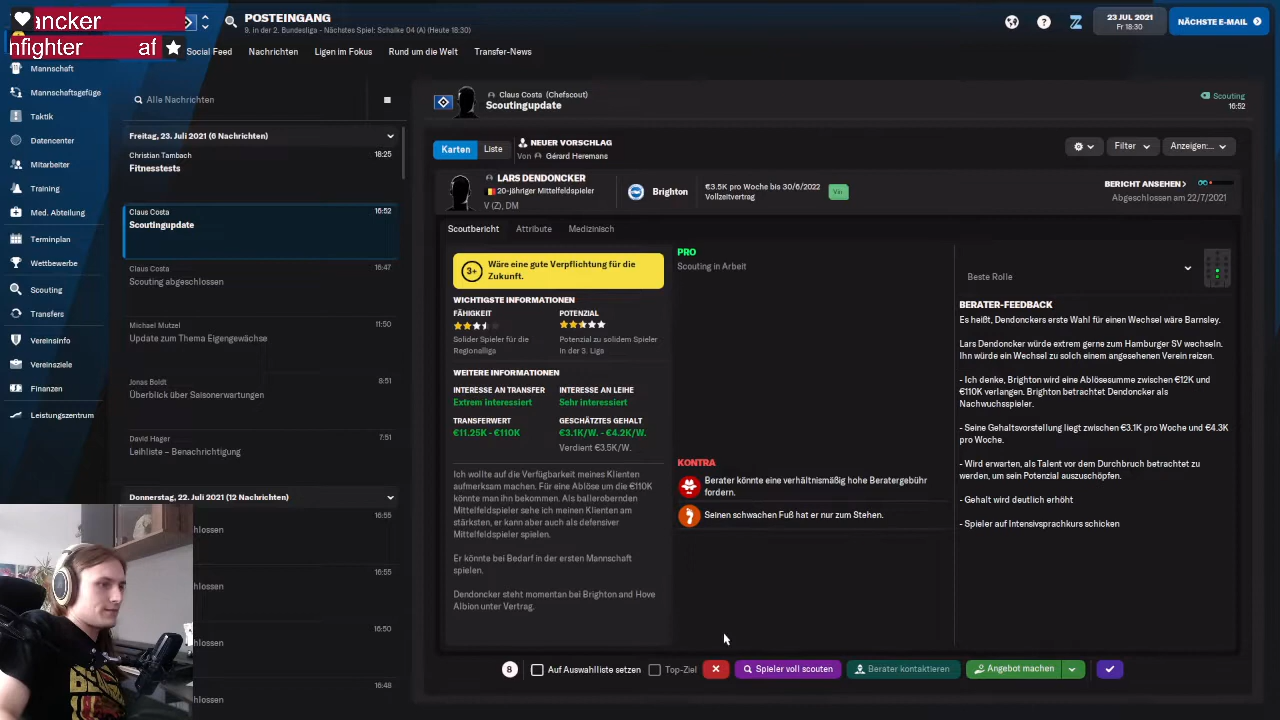 ancker
nfighter af
POSTEINGANG
9. in der 2. Bundesliga - Nächstes Spiel: Schalke 04 (A) (Heute 18:30)
23 JUL 2021
Fr 18:30
NÄCHSTE E-MAIL
Social Feed
Nachrichten
Ligen im Fokus
Rund um die Welt
Transfer-News
Mannschaft
Mannschaftsgefüge
Taktik
Datencenter
Mitarbeiter
Training
Med. Abteilung
Terminplan
Wettbewerbe
Scouting
Transfers
Vereinsinfo
Vereinsziele
Finanzen
Leistungszentrum
Alle Nachrichten
Freitag, 23. Juli 2021 (6 Nachrichten)
Christian Tambach 18:25
Fitnesstests
Claus Costa 16:52
Scoutingupdate
Claus Costa 16:47
Scouting abgeschlossen
Michael Mutzel 11:50
Update zum Thema Eigengewächse
Jonas Boldt 8:51
Überblick über Saisonerwartungen
David Hager 7:51
Leihliste - Benachrichtigung
Donnerstag, 22. Juli 2021 (12 Nachrichten)
16:55
hlossen
16:55
hlossen
16:50
hlossen
16:48
hlossen
Claus Costa (Chefscout)
Scoutingupdate
Scouting
16:52
Karten
Liste
NEUER VORSCHLAG
Von Gérard Heremans
Filter
Anzeigen:...
LARS DENDONCKER
20-jähriger Mittelfeldspieler
V (Z), DM
Brighton
€3.5K pro Woche bis 30/6/2022
Vollzeitvertrag
BERICHT ANSEHEN
Abgeschlossen am 22/7/2021
Scoutbericht
Attribute
Medizinisch
3+
Wäre eine gute Verpflichtung für die
Zukunft.
WICHTIGSTE INFORMATIONEN
FÄHIGKEIT
POTENZIAL
Solider Spieler für die
Regionalliga
Potenzial zu solidem Spieler
in der 3. Liga
WEITERE INFORMATIONEN
INTERESSE AN TRANSFER
INTERESSE AN LEIHE
Extrem interessiert
Sehr interessiert
TRANSFERWERT
GESCHÄTZTES GEHALT
€11.25K - €110K
€3.1K/W. - €4.2K/W.
Verdient €3.5K/W.
Ich wollte auf die Verfügbarkeit meines Klienten
aufmerksam machen. Für eine Ablöse um die €110K
könnte man ihn bekommen. Als ballerobernden
Mittelfeldspieler sehe ich meinen Klienten am
stärksten, er kann aber auch als defensiver
Mittelfeldspieler spielen.
Er könnte bei Bedarf in der ersten Mannschaft
spielen.
Dendoncker steht momentan bei Brighton and Hove
Albion unter Vertrag.
PRO
Scouting in Arbeit
KONTRA
Berater könnte eine verhältnismäßig hohe Beratergebühr
fordern.
Seinen schwachen Fuß hat er nur zum Stehen.
Beste Rolle
BERATER-FEEDBACK
Es heißt, Dendonckers erste Wahl für einen Wechsel wäre Barnsley.
Lars Dendoncker würde extrem gerne zum Hamburger SV wechseln.
Ihn würde ein Wechsel zu solch einem angesehenen Verein reizen.
- Ich denke, Brighton wird eine Ablösesumme zwischen €12K und
€110K verlangen. Brighton betrachtet Dendoncker als
Nachwuchsspieler.
- Seine Gehaltsvorstellung liegt zwischen €3.1K pro Woche und €4.3K
pro Woche.
- Wird erwarten, als Talent vor dem Durchbruch betrachtet zu
werden, um sein Potenzial auszuschöpfen.
- Gehalt wird deutlich erhöht
- Spieler auf Intensivsprachkurs schicken
8
Auf Auswahlliste setzen
Top-Ziel
Spieler voll scouten
Berater kontaktieren
Angebot machen